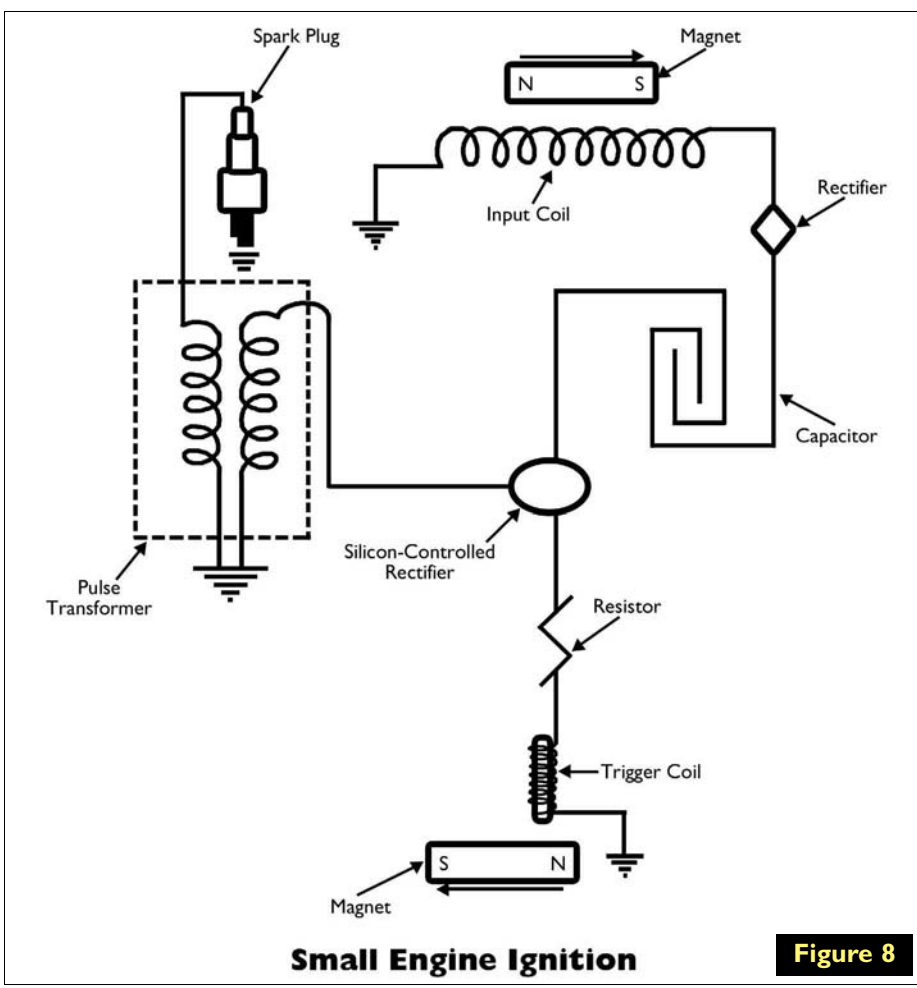 Spark Plug
Magnet
N S
Input Coil
Rectifier
Capacitor
Silicon-Controlled
Rectifier
Pulse
Transformer
Resistor
Trigger Coil
S N
Magnet
Small Engine Ignition
Figure 8